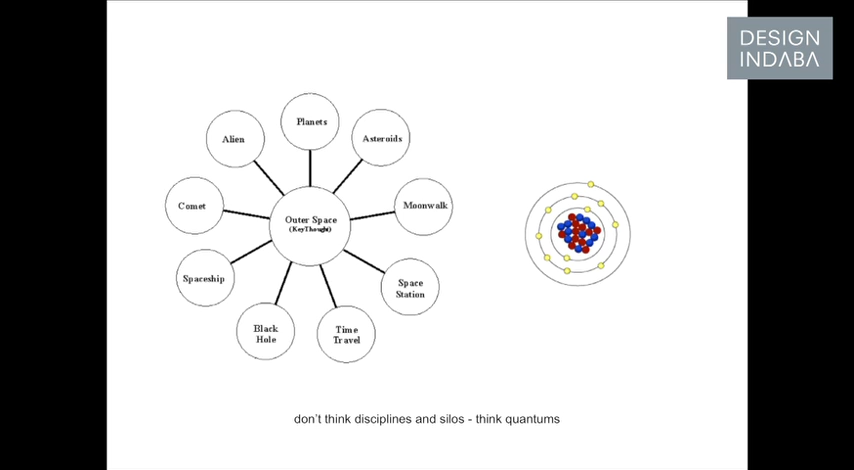 DESIGN
INDABA
Planets
Alien
Asteroids
Comet
Outer Space
(KeyThought)
Moonwalk
Spaceship
Space
Station
Black
Hole
Time
Travel
don't think disciplines and silos - think quantums